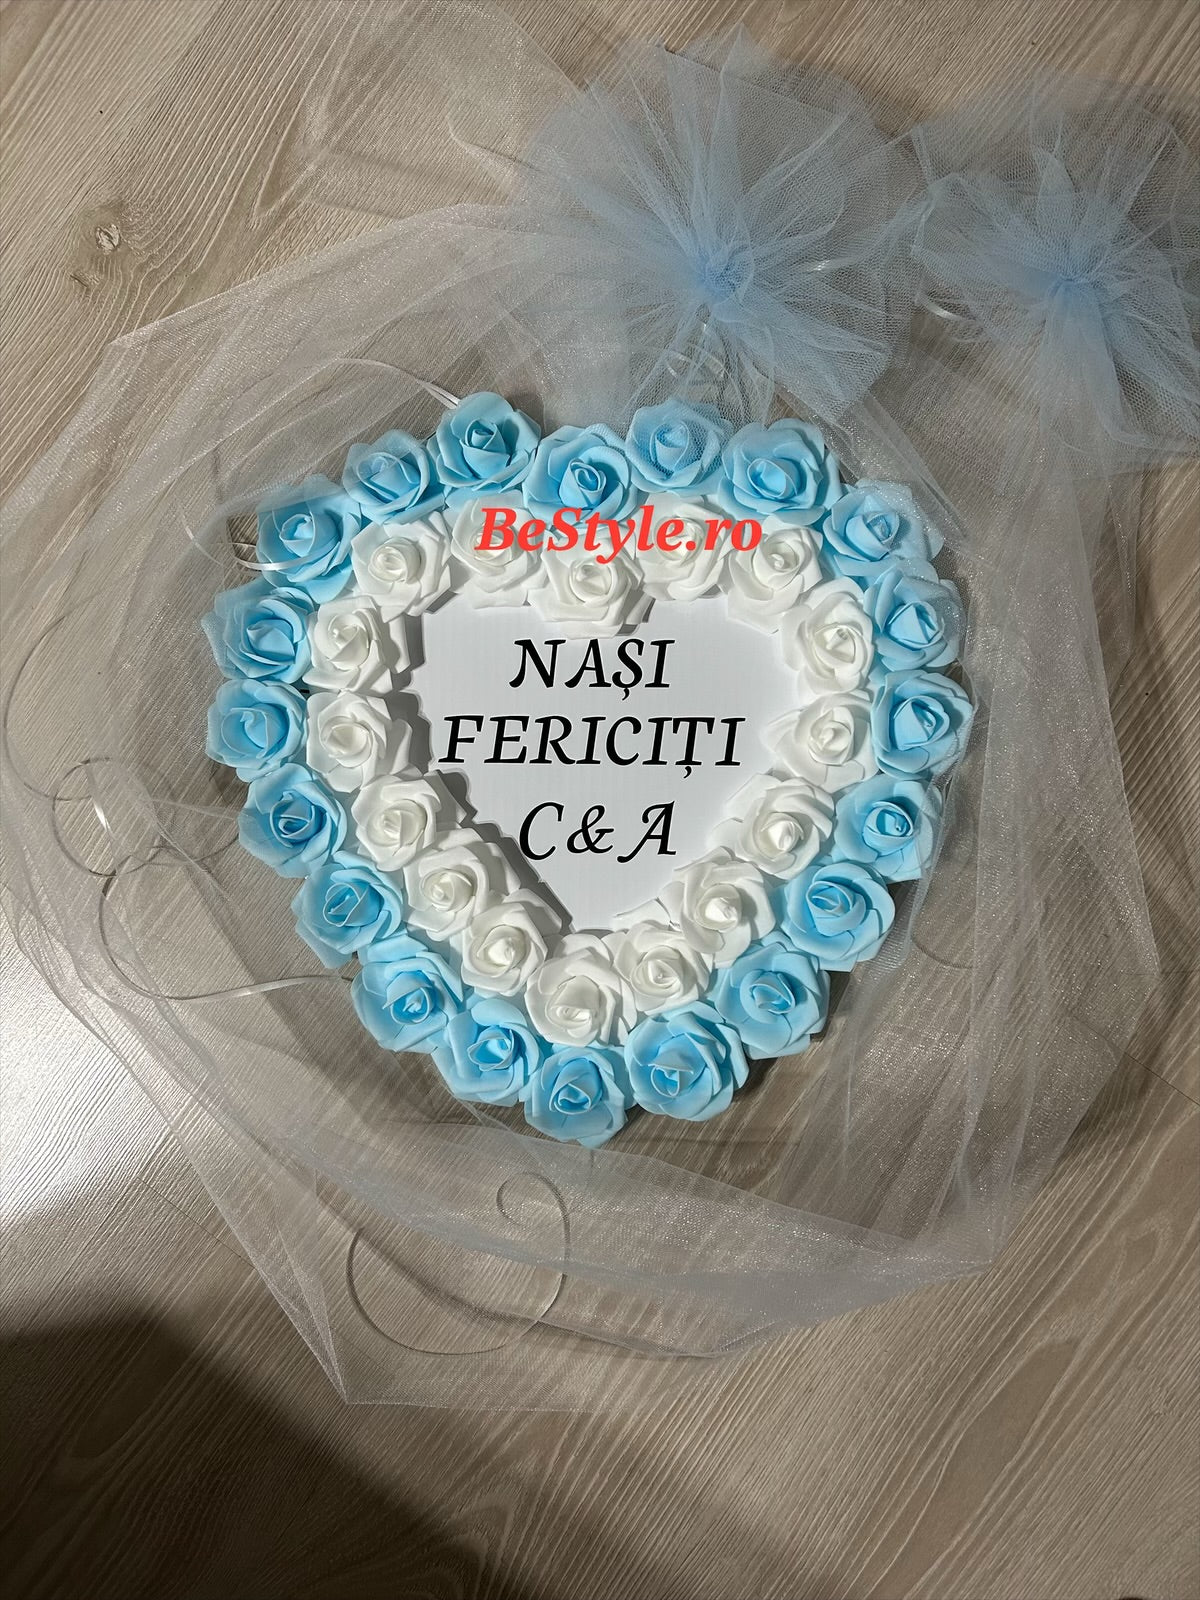 BeStyle.ro
NAȘI
FERICIȚI
C & A